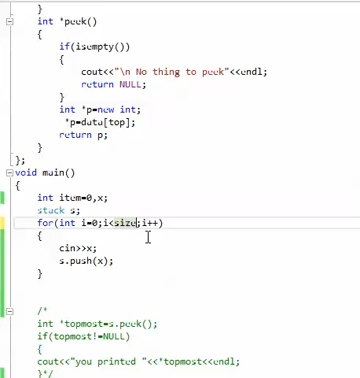 }
int *peek()
{
if(isempty())
{
cout<<"\n No thing to peek"<<endl;
return NULL;
}
int *p=new int;
*p=data[top];
return p;
}
};
void main()
{
int item=0,x;
stack s;
for(int i=0;i<size;i++)
{
cin>>x;
s.push(x);
}
/*
int *topmost=s.peek();
if(topmost!=NULL)
{
cout<<"you printed "<<*topmost<<endl;
}*/